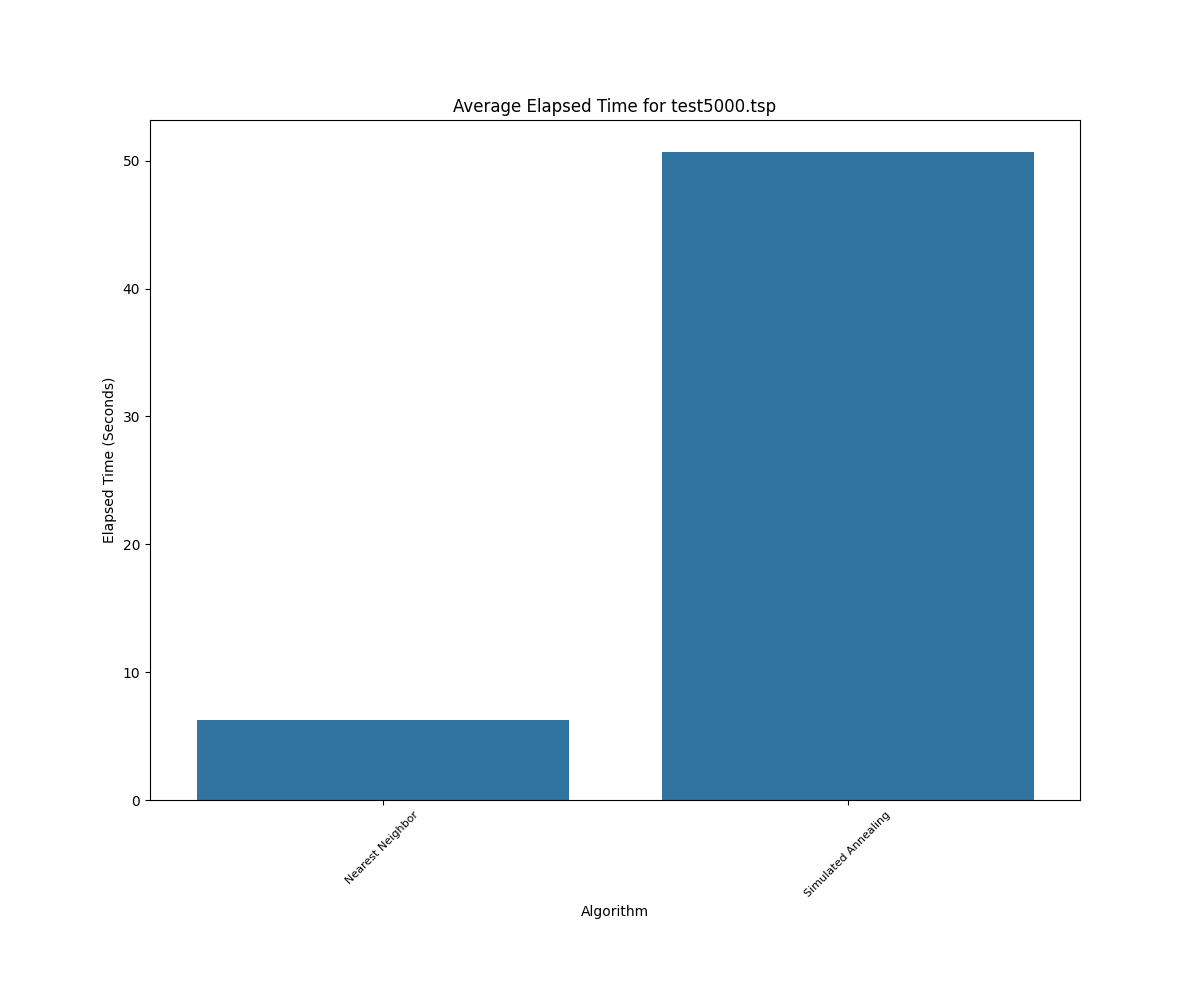 Average Elapsed Time for test5000.tsp
50
40
30
20
10
0
Elapsed Time (Seconds)
Nearest Neighbor
Simulated Annealing
Algorithm